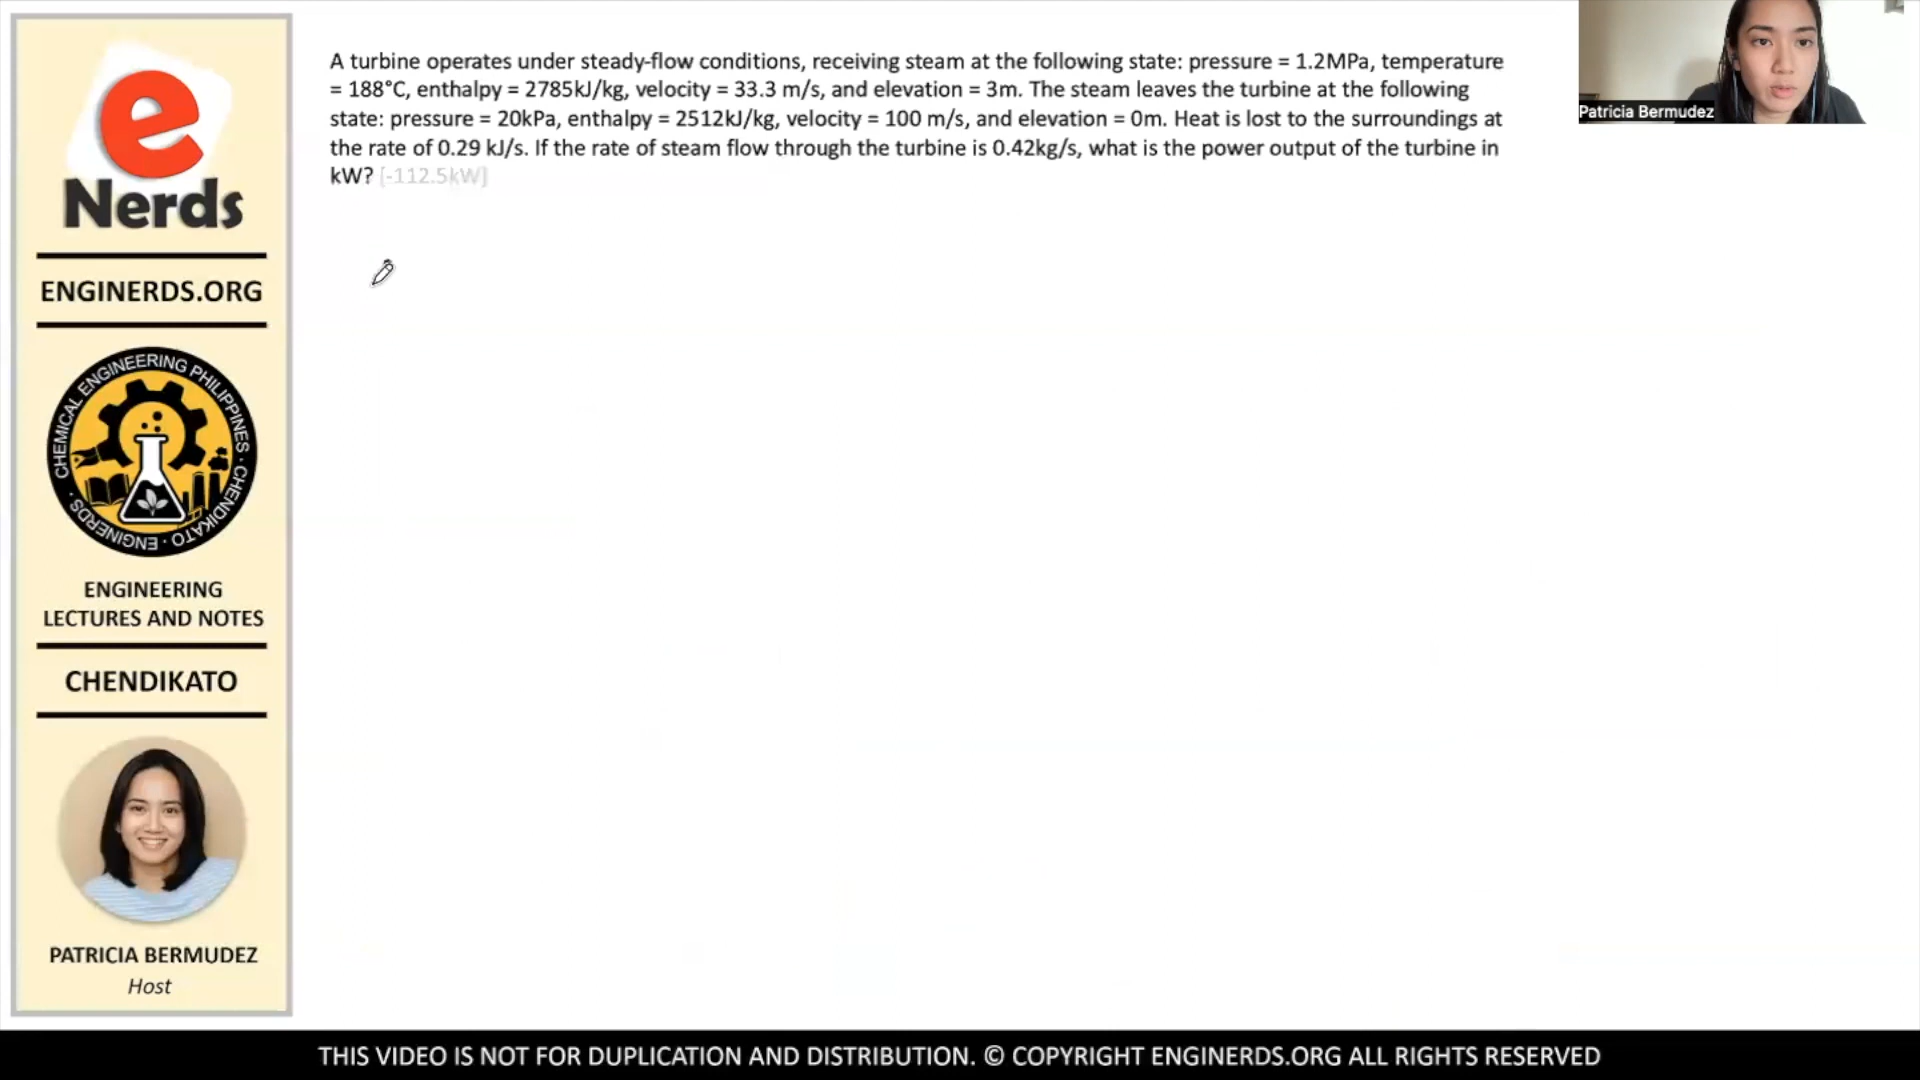 e
Nerds
ENGINERDS.ORG
CHEMICAL ENGINEERING PHILIPPINES · CHENDIKATO · ENGINERDS ·
ENGINEERING
LECTURES AND NOTES
CHENDIKATO
PATRICIA BERMUDEZ
Host
A turbine operates under steady-flow conditions, receiving steam at the following state: pressure = 1.2MPa, temperature
= 188°C, enthalpy = 2785kJ/kg, velocity = 33.3 m/s, and elevation = 3m. The steam leaves the turbine at the following
state: pressure = 20kPa, enthalpy = 2512kJ/kg, velocity = 100 m/s, and elevation = 0m. Heat is lost to the surroundings at
the rate of 0.29 kJ/s. If the rate of steam flow through the turbine is 0.42kg/s, what is the power output of the turbine in
kW? [-112.5kW]
Patricia Bermudez
THIS VIDEO IS NOT FOR DUPLICATION AND DISTRIBUTION. © COPYRIGHT ENGINERDS.ORG ALL RIGHTS RESERVED